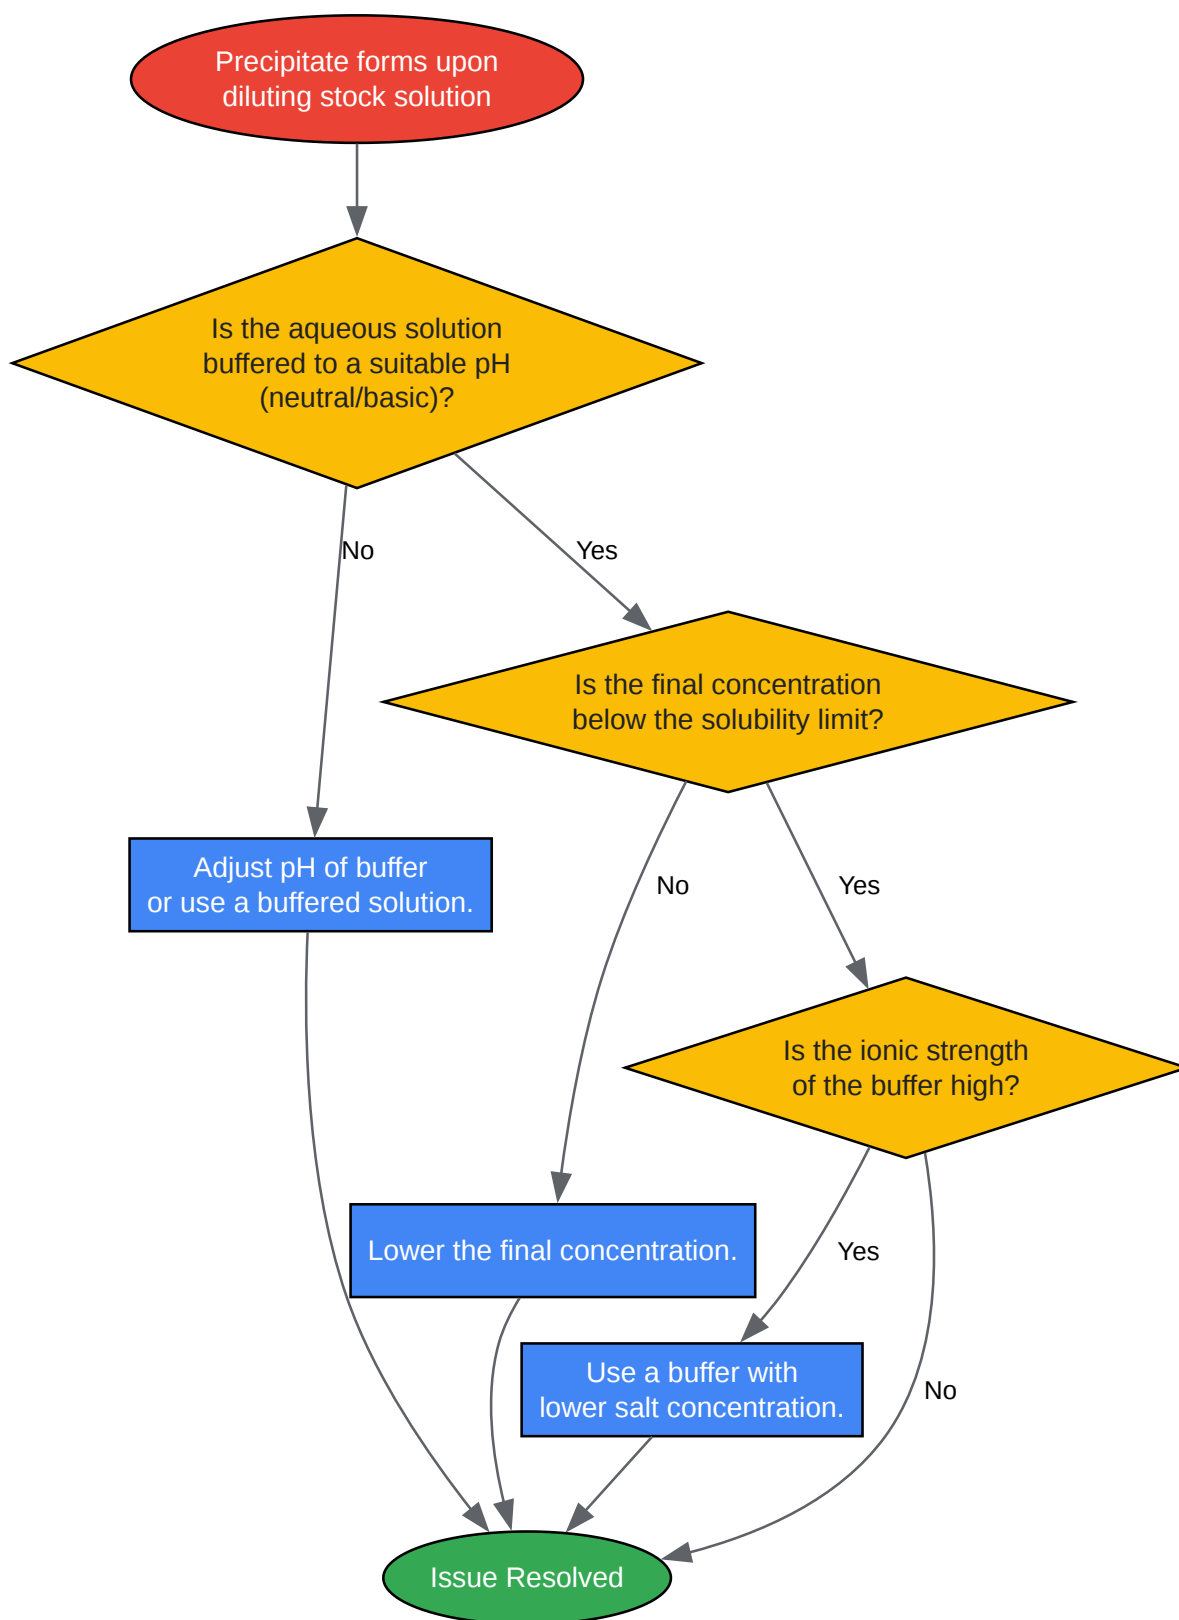 Precipitate forms upon
diluting stock solution
Is the aqueous solution
buffered to a suitable pH
(neutral/basic)?
No
Yes
Is the final concentration
below the solubility limit?
Adjust pH of buffer
or use a buffered solution.
No
Yes
Is the ionic strength
of the buffer high?
Lower the final concentration.
Yes
Use a buffer with
lower salt concentration.
No
Issue Resolved